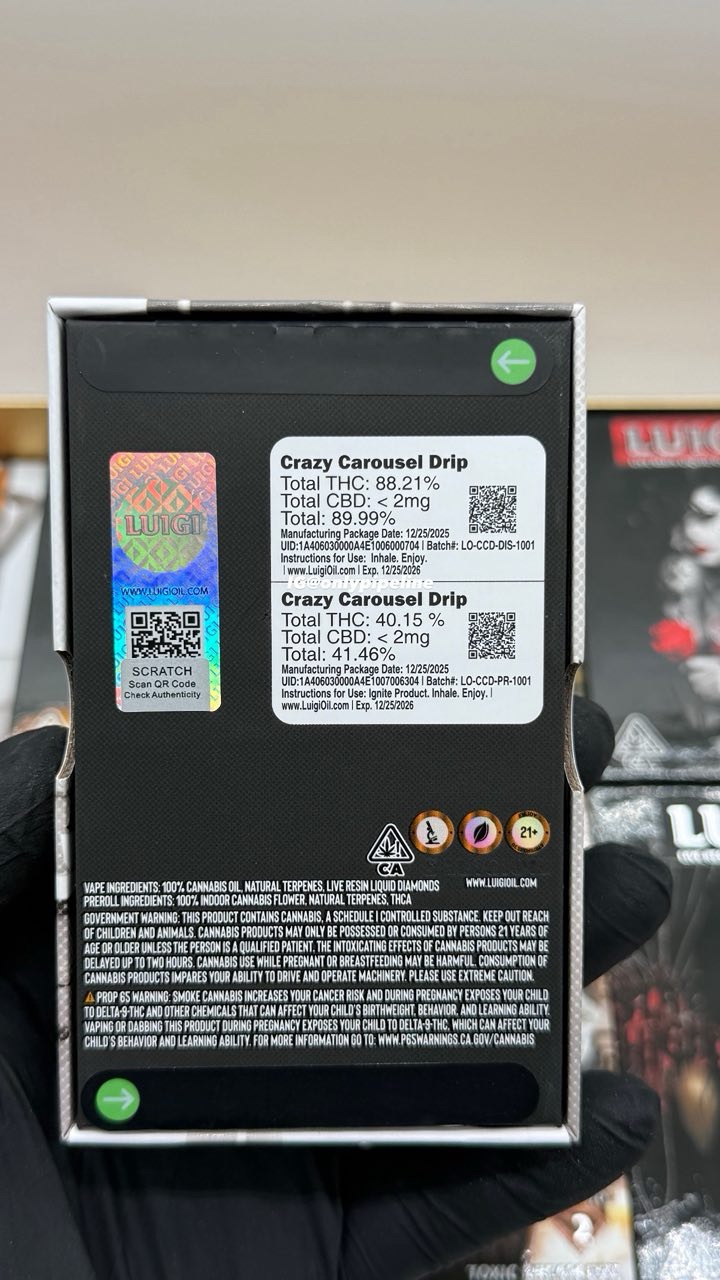 LUIG
LUIGI
WWW.LUIGIOIL.COM
SCRATCH
Scan QR Code
Check Authenticity
Crazy Carousel Drip
Total THC: 88.21%
Total CBD: < 2mg
Total: 89.99%
Manufacturing Package Date: 12/25/2025
UID:1A406030000A4E1006000704 | Batch#: LO-CCD-DIS-1001
Instructions for Use: Inhale. Enjoy.
| www.LuigiOil.com | Exp. 12/25/2026
IG@onlypipeline
Crazy Carousel Drip
Total THC: 40.15 %
Total CBD: < 2mg
Total: 41.46%
Manufacturing Package Date: 12/25/2025
UID:1A406030000A4E1007006304 | Batch#: LO-CCD-PR-1001
Instructions for Use: Ignite Product. Inhale. Enjoy. |
www.LuigiOil.com | Exp. 12/25/2026
CA
ENJOY
21+
VAPE INGREDIENTS: 100% CANNABIS OIL, NATURAL TERPENES, LIVE RESIN LIQUID DIAMONDS
WWW.LUIGIOIL.COM
PREROLL INGREDIENTS: 100% INDOOR CANNABIS FLOWER, NATURAL TERPENES, THCA
GOVERNMENT WARNING: THIS PRODUCT CONTAINS CANNABIS, A SCHEDULE I CONTROLLED SUBSTANCE. KEEP OUT REACH
OF CHILDREN AND ANIMALS. CANNABIS PRODUCTS MAY ONLY BE POSSESSED OR CONSUMED BY PERSONS 21 YEARS OF
AGE OR OLDER UNLESS THE PERSON IS A QUALIFIED PATIENT. THE INTOXICATING EFFECTS OF CANNABIS PRODUCTS MAY BE
DELAYED UP TO TWO HOURS. CANNABIS USE WHILE PREGNANT OR BREASTFEEDING MAY BE HARMFUL. CONSUMPTION OF
CANNABIS PRODUCTS IMPARES YOUR ABILITY TO DRIVE AND OPERATE MACHINERY. PLEASE USE EXTREME CAUTION.
PROP 65 WARNING: SMOKE CANNABIS INCREASES YOUR CANCER RISK AND DURING PREGNANCY EXPOSES YOUR CHILD
TO DELTA-9-THC AND OTHER CHEMICALS THAT CAN AFFECT YOUR CHILD'S BIRTHWEIGHT, BEHAVIOR, AND LEARNING ABILITY.
VAPING OR DABBING THIS PRODUCT DURING PREGNANCY EXPOSES YOUR CHILD TO DELTA-9-THC, WHICH CAN AFFECT YOUR
CHILD'S BEHAVIOR AND LEARNING ABILITY. FOR MORE INFORMATION GO TO: WWW.P65WARNINGS.CA.GOV/CANNABIS
TOXIC